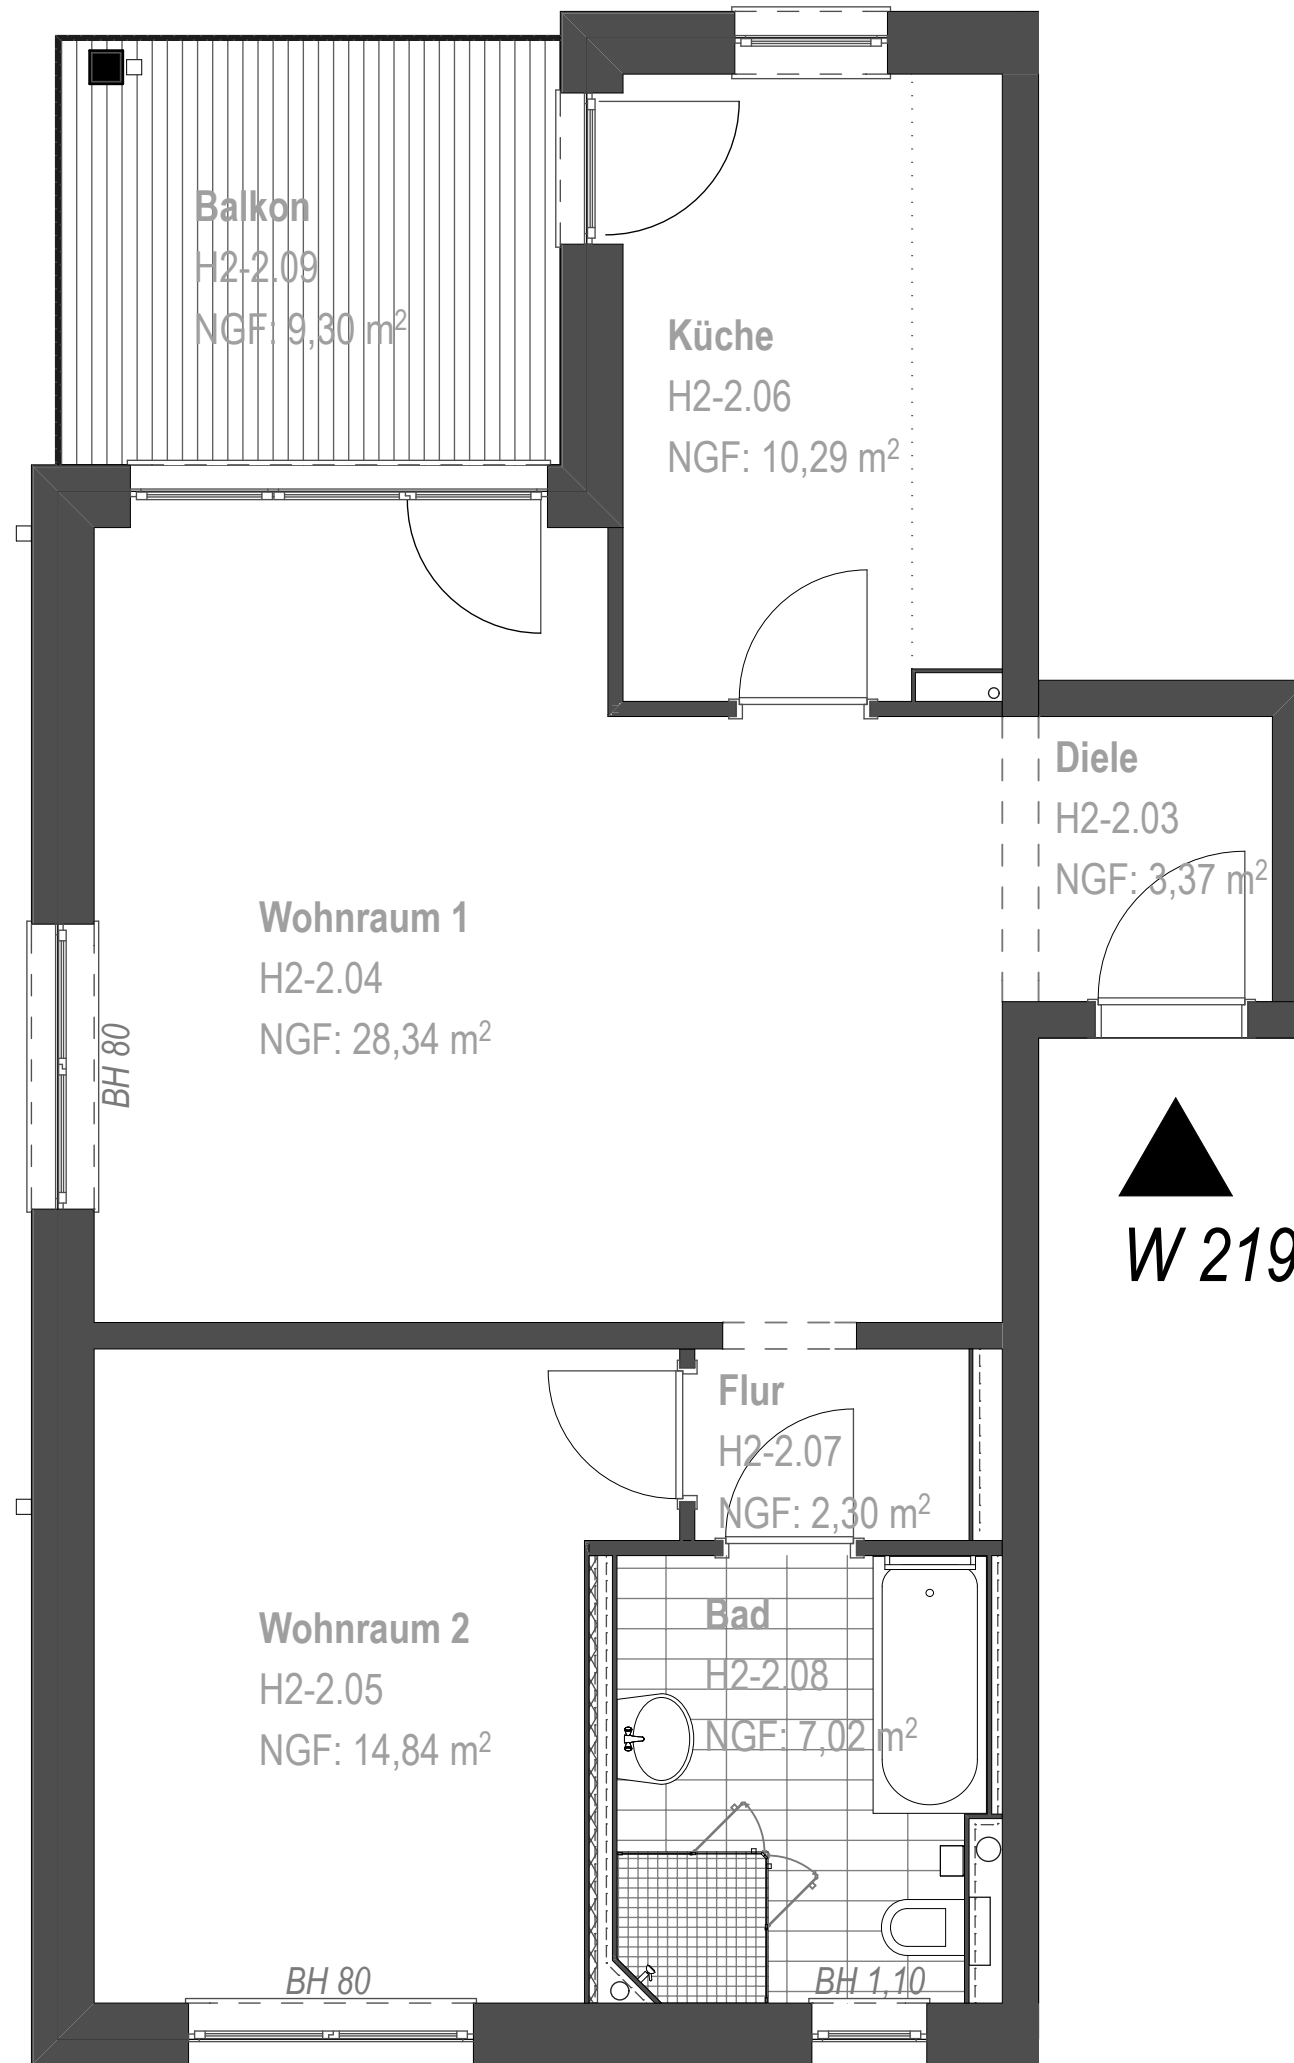 Balkon
H2-2.09
NGF: 9,30 m²
Küche
H2-2.06
NGF: 10,29 m²
Diele
H2-2.03
NGF: 3,37 m²
Wohnraum 1
H2-2.04
NGF: 28,34 m²
BH 80
W 219
Flur
H2-2.07
NGF: 2,30 m²
Wohnraum 2
H2-2.05
NGF: 14,84 m²
Bad
H2-2.08
NGF: 7,02 m²
BH 80
BH 1,10